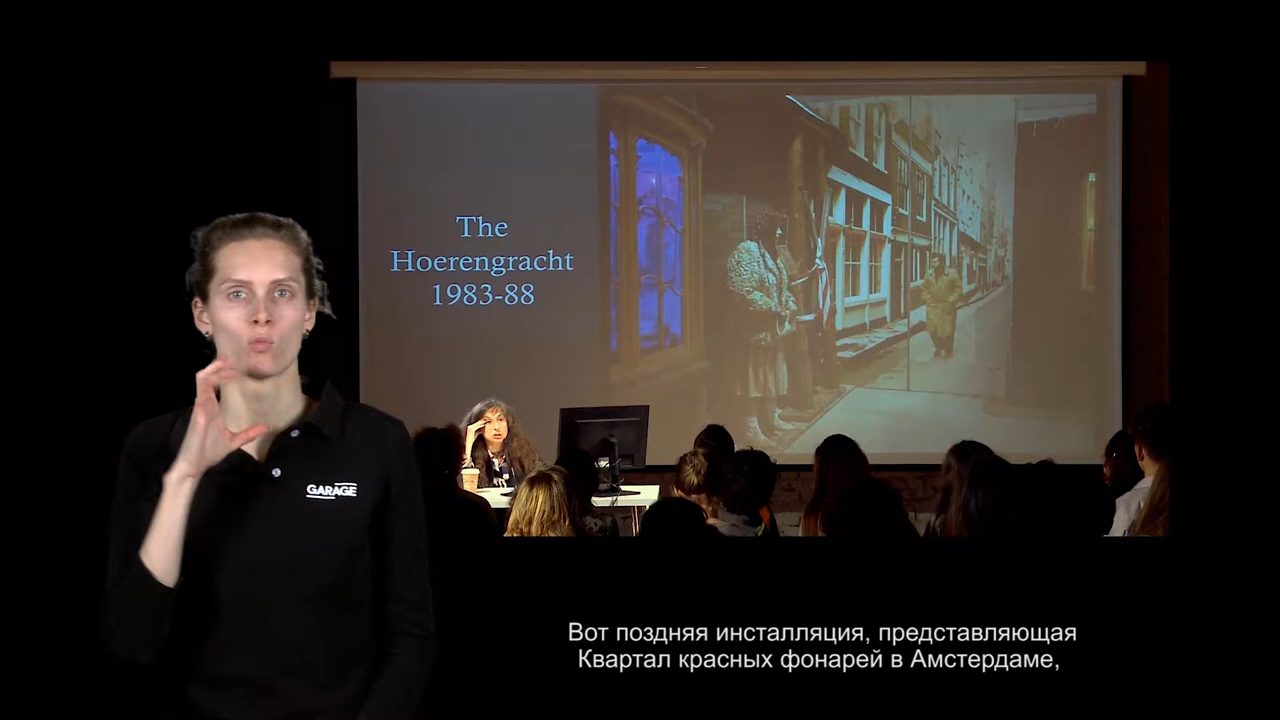 The
Hoerengracht
1983-88
GARAGE
Вот поздняя инсталляция, представляющая
Квартал красных фонарей в Амстердаме,